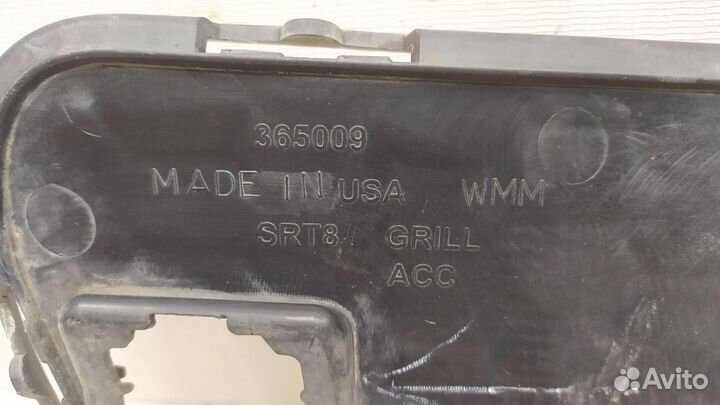 365009
MADE IN USA WMM
SRT8 GRILL
ACC
Avito